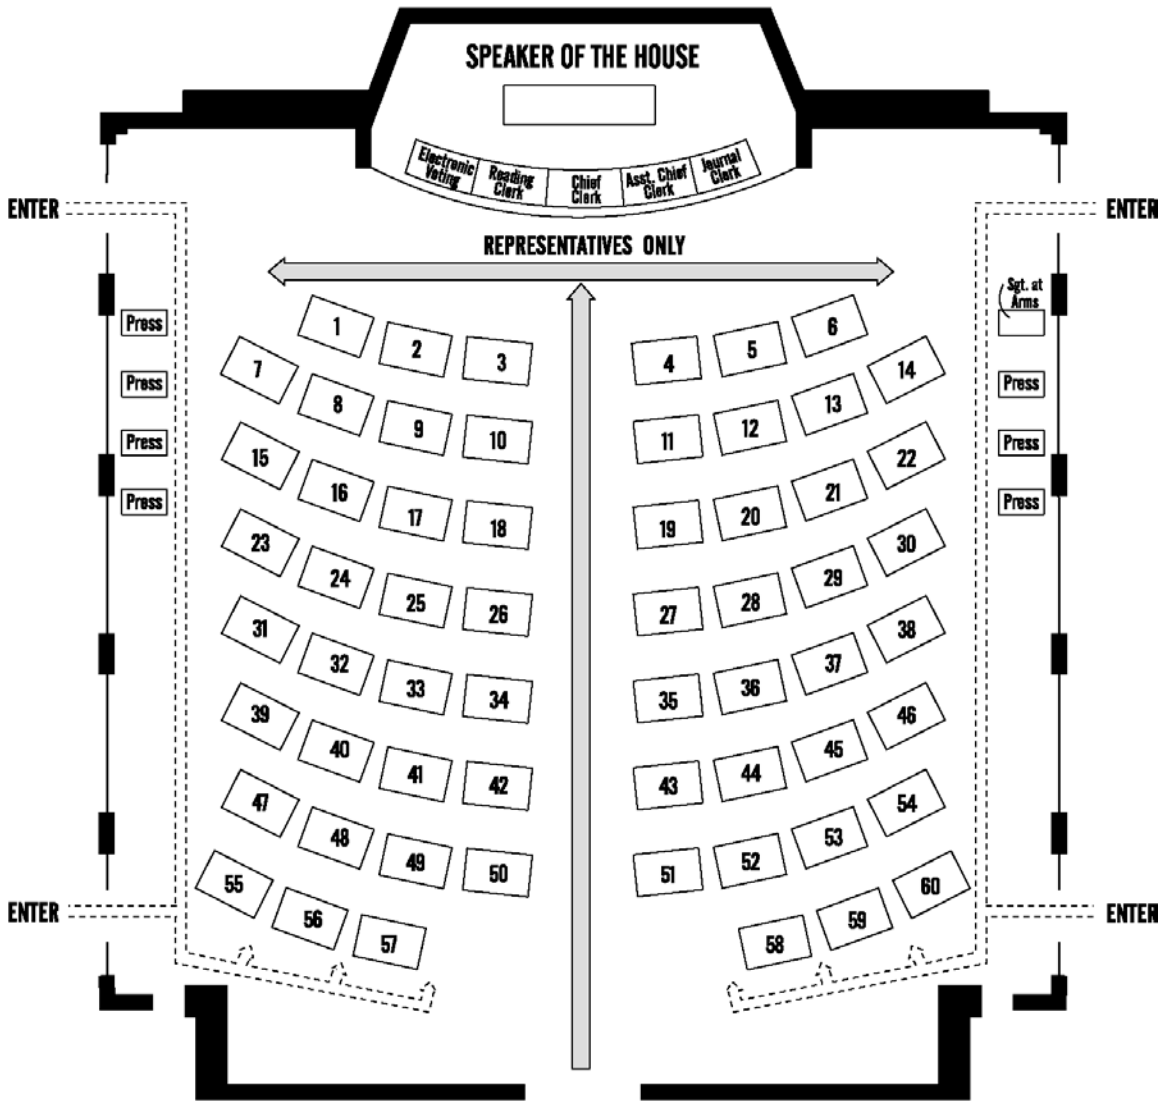 SPEAKER OF THE HOUSE
Electronic
Voting
Reading
Clerk
Chief
Clerk
Asst. Chief
Clerk
Journal
Clerk
ENTER
ENTER
REPRESENTATIVES ONLY
Sgt. at
Arms
Press
Press
Press
Press
Press
Press
Press
1
2
3
4
5
6
7
8
9
10
11
12
13
14
15
16
17
18
19
20
21
22
23
24
25
26
27
28
29
30
31
32
33
34
35
36
37
38
39
40
41
42
43
44
45
46
47
48
49
50
51
52
53
54
55
56
57
58
59
60
ENTER
ENTER